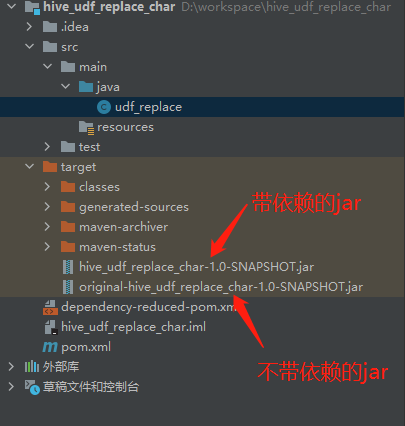 hive_udf_replace_char D:\workspace\hive_udf_replace_char
.idea
src
main
java
udf_replace
resources
test
target
带依赖的jar
classes
generated-sources
maven-archiver
maven-status
hive_udf_replace_char-1.0-SNAPSHOT.jar
original-hive_udf_replace_char-1.0-SNAPSHOT.jar
dependency-reduced-pom.xml
hive_udf_replace_char.iml
pom.xml
不带依赖的jar
外部库
草稿文件和控制台